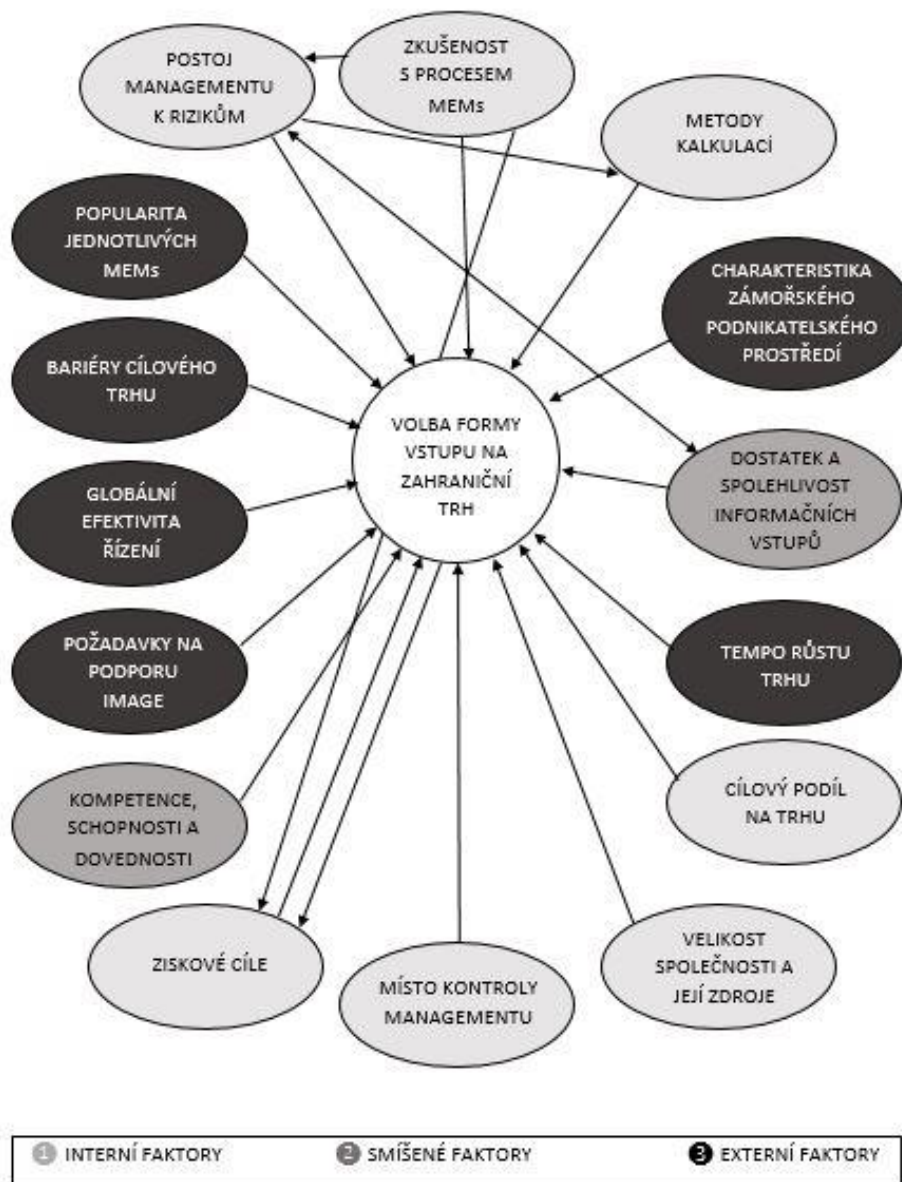 POSTOJ
MANAGEMENTU
K RIZIKŮM
ZKUŠENOST
S PROCESEM
MEMs
METODY
KALKULACÍ
POPULARITA
JEDNOTLIVÝCH
MEMs
CHARAKTERISTIKA
ZÁMOŘSKÉHO
PODNIKATELSKÉHO
PROSTŘEDÍ
BARIÉRY CÍLOVÉHO
TRHU
VOLBA FORMY
VSTUPU NA
ZAHRANIČNÍ
TRH
DOSTATEK A
SPOLEHLIVOST
INFORMAČNÍCH
VSTUPŮ
GLOBÁLNÍ
EFEKTIVITA
ŘÍZENÍ
POŽADAVKY NA
PODPORU
IMAGE
TEMPO RŮSTU
TRHU
KOMPETENCE,
SCHOPNOSTI A
DOVEDNOSTI
CÍLOVÝ PODÍL
NA TRHU
ZISKOVÉ CÍLE
MÍSTO KONTROLY
MANAGEMENTU
VELIKOST
SPOLEČNOSTI A
JEJÍ ZDROJE
1 INTERNÍ FAKTORY 2 SMÍŠENÉ FAKTORY 3 EXTERNÍ FAKTORY